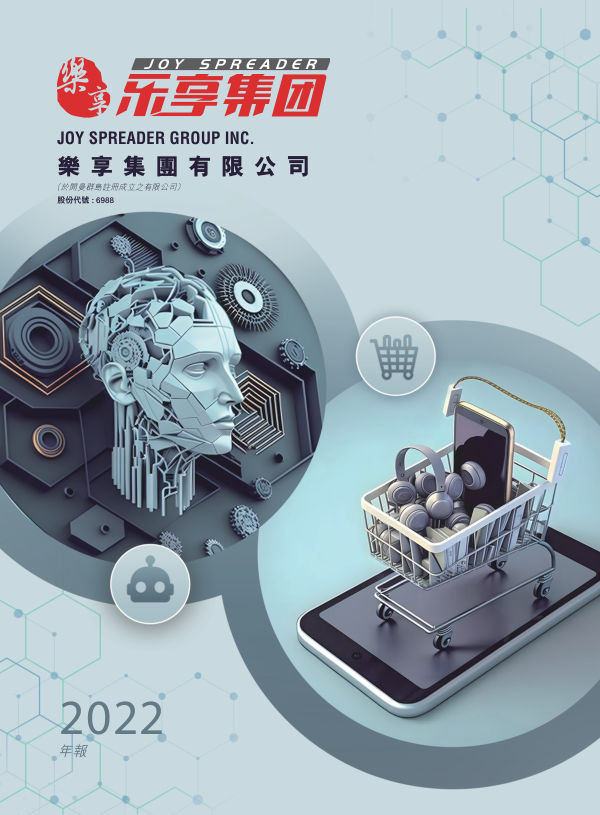 樂享
JOY SPREADER
乐享集团
JOY SPREADER GROUP INC.
樂享集團有限公司
（於開曼群島註冊成立之有限公司）
股份代號 : 6988
2022
年報